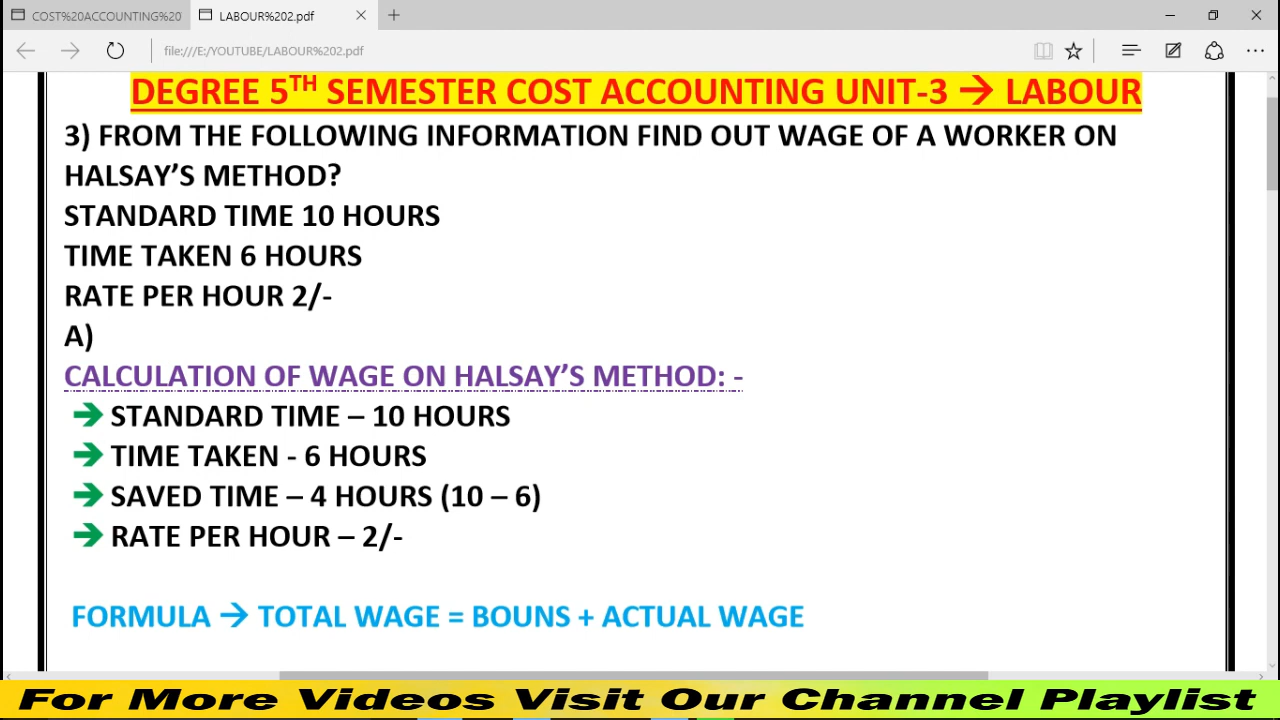 COST%20ACCOUNTING%20
LABOUR%202.pdf
file:///E:/YOUTUBE/LABOUR%202.pdf
DEGREE 5TH SEMESTER COST ACCOUNTING UNIT-3 → LABOUR
3) FROM THE FOLLOWING INFORMATION FIND OUT WAGE OF A WORKER ON
HALSAY'S METHOD?
STANDARD TIME 10 HOURS
TIME TAKEN 6 HOURS
RATE PER HOUR 2/-
A)
CALCULATION OF WAGE ON HALSAY'S METHOD: -
→ STANDARD TIME – 10 HOURS
→ TIME TAKEN - 6 HOURS
→ SAVED TIME – 4 HOURS (10 – 6)
→ RATE PER HOUR – 2/-
FORMULA → TOTAL WAGE = BOUNS + ACTUAL WAGE
For More Videos Visit Our Channel Playlist